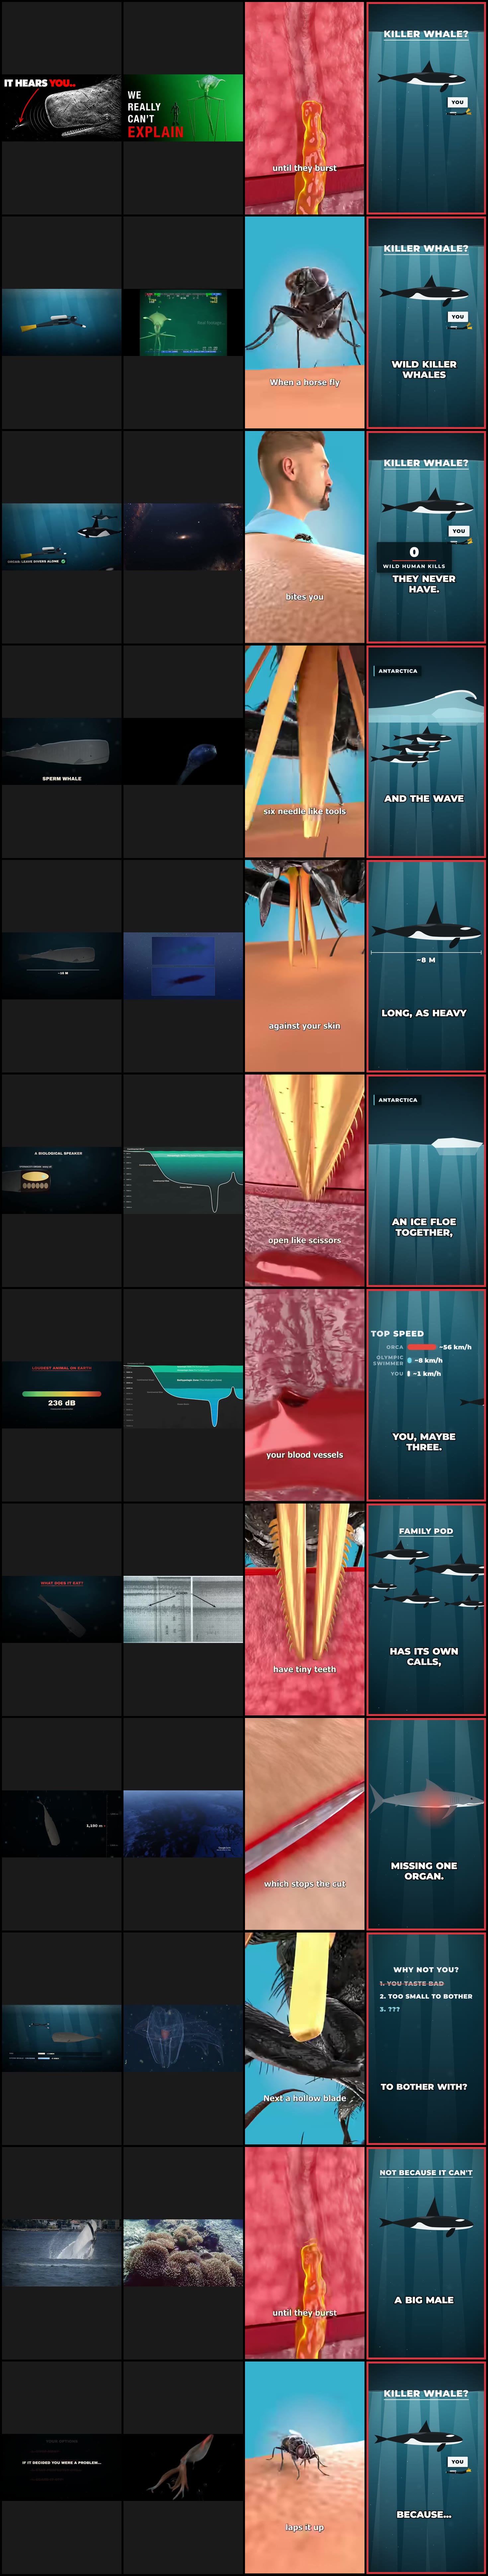 IT HEARS YOU..
WE
REALLY
CAN'T
EXPLAIN
until they burst
KILLER WHALE?
YOU
When a horse fly
KILLER WHALE?
YOU
WILD KILLER
WHALES
bites you
KILLER WHALE?
YOU
0
WILD HUMAN KILLS
THEY NEVER
HAVE.
SPERM WHALE
six needle like tools
ANTARCTICA
AND THE WAVE
against your skin
~8 M
LONG, AS HEAVY
A BIOLOGICAL SPEAKER
open like scissors
ANTARCTICA
AN ICE FLOE
TOGETHER,
LOUDEST ANIMAL ON EARTH
236 dB
your blood vessels
TOP SPEED
ORCA ~56 km/h
OLYMPIC
SWIMMER ~8 km/h
YOU ~1 km/h
YOU, MAYBE
THREE.
WHAT DOES IT EAT?
have tiny teeth
FAMILY POD
HAS ITS OWN
CALLS,
which stops the cut
MISSING ONE
ORGAN.
Next a hollow blade
WHY NOT YOU?
1. YOU TASTE BAD
2. TOO SMALL TO BOTHER
3. ???
TO BOTHER WITH?
until they burst
NOT BECAUSE IT CAN'T
A BIG MALE
IF IT DECIDED YOU WERE A PROBLEM...
laps it up
KILLER WHALE?
YOU
BECAUSE...